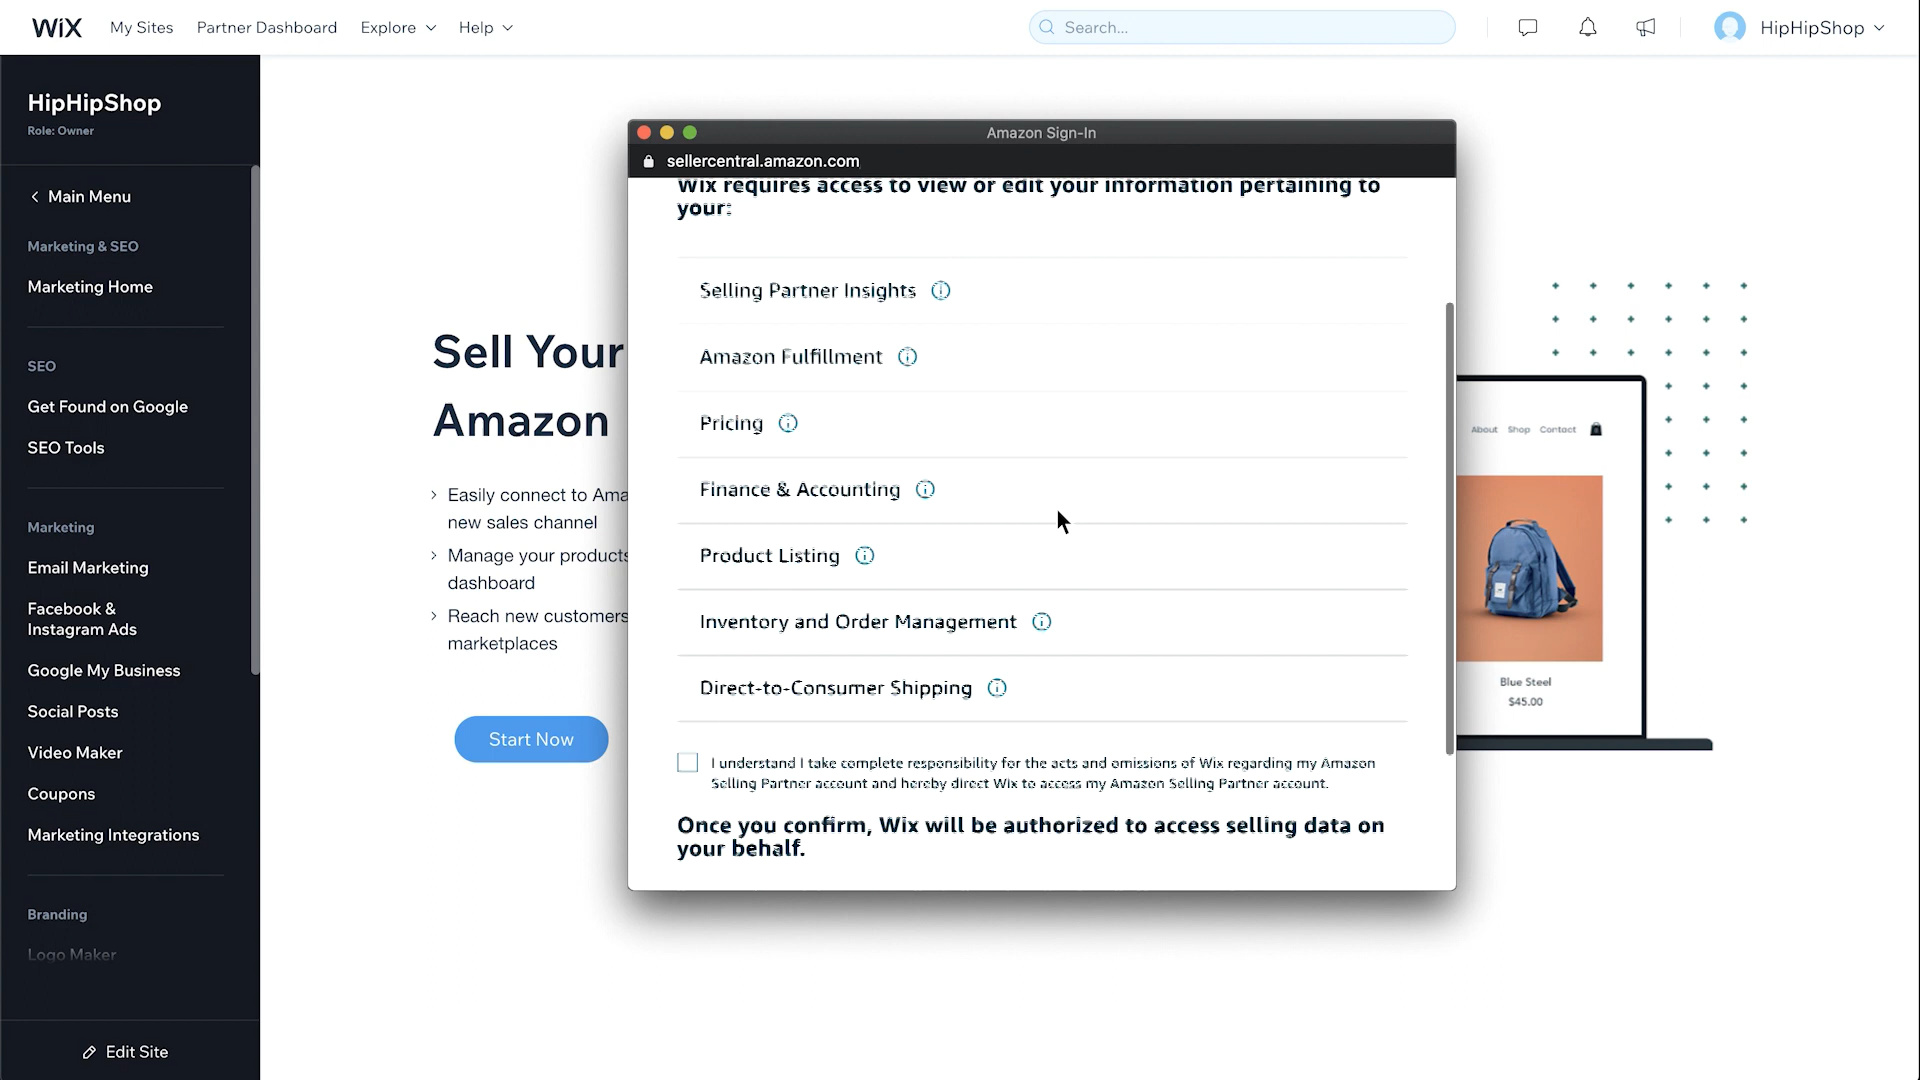 WiX My Sites Partner Dashboard Explore Help Search... HipHipShop
HipHipShop
Role: Owner
Main Menu
Marketing & SEO
Marketing Home
SEO
Get Found on Google
SEO Tools
Marketing
Email Marketing
Facebook &
Instagram Ads
Google My Business
Social Posts
Video Maker
Coupons
Marketing Integrations
Branding
Logo Maker
Edit Site
Sell Your
Amazon
Easily connect to Ama
new sales channel
Manage your products
dashboard
Reach new customers
marketplaces
Start Now
Amazon Sign-In
sellercentral.amazon.com
Wix requires access to view or edit your information pertaining to
your:
Selling Partner Insights
Amazon Fulfillment
Pricing
Finance & Accounting
Product Listing
Inventory and Order Management
Direct-to-Consumer Shipping
I understand I take complete responsibility for the acts and omissions of Wix regarding my Amazon
Selling Partner account and hereby direct Wix to access my Amazon Selling Partner account.
Once you confirm, Wix will be authorized to access selling data on
your behalf.
About Shop Contact
Blue Steel
$45.00